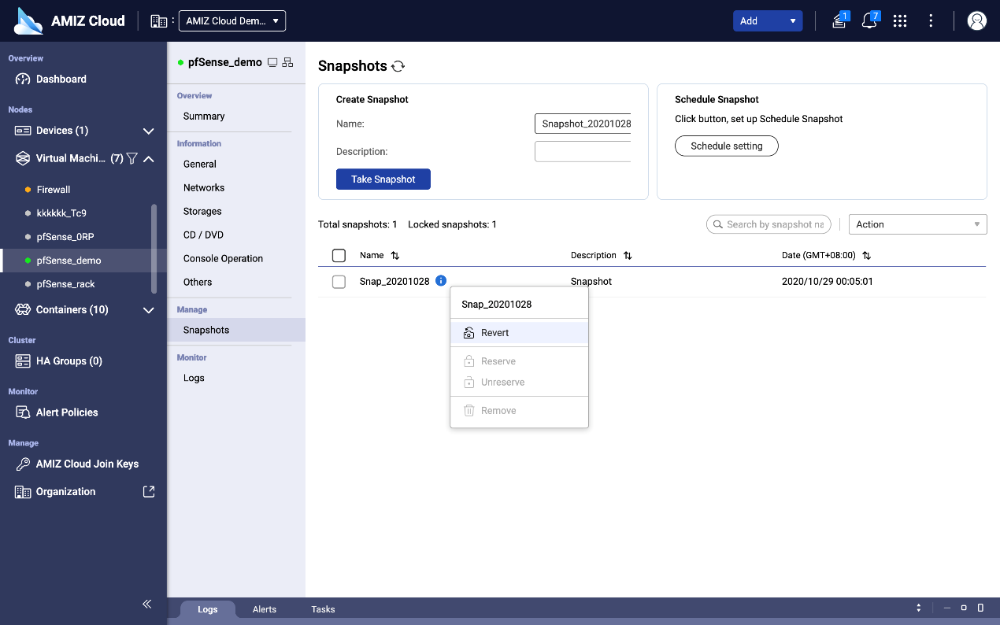 AMIZ Cloud
:
AMIZ Cloud Dem...
Add
1
7
Overview
Dashboard
Nodes
Devices (1)
Virtual Machi... (7)
Firewall
kkkkkk_Tc9
pfSense_0RP
pfSense_demo
pfSense_rack
Containers (10)
Cluster
HA Groups (0)
Monitor
Alert Policies
Manage
AMIZ Cloud Join Keys
Organization
pfSense_demo
Overview
Summary
Information
General
Networks
Storages
CD / DVD
Console Operation
Others
Manage
Snapshots
Monitor
Logs
Snapshots
Create Snapshot
Name: Snapshot_20201028
Description:
Take Snapshot
Schedule Snapshot
Click button, set up Schedule Snapshot
Schedule setting
Total snapshots: 1 Locked snapshots: 1
Search by snapshot na
Action
Name Description Date (GMT+08:00)
Snap_20201028 Snapshot 2020/10/29 00:05:01
Snap_20201028
Revert
Reserve
Unreserve
Remove
Logs Alerts Tasks